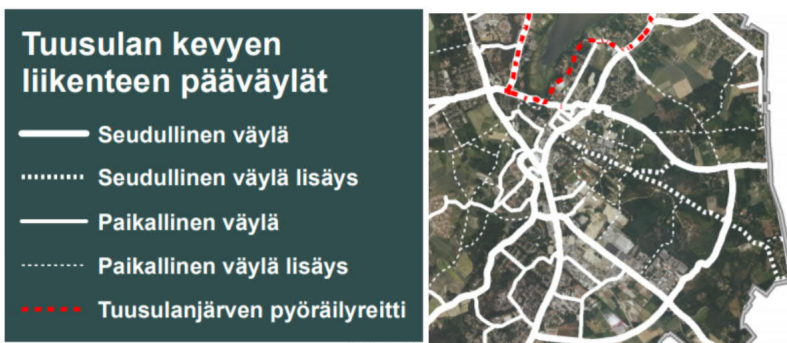 Tuusulan kevyen
liikenteen pääväylät
Seudullinen väylä
Seudullinen väylä lisäys
Paikallinen väylä
Paikallinen väylä lisäys
Tuusulanjärven pyöräilyreitti